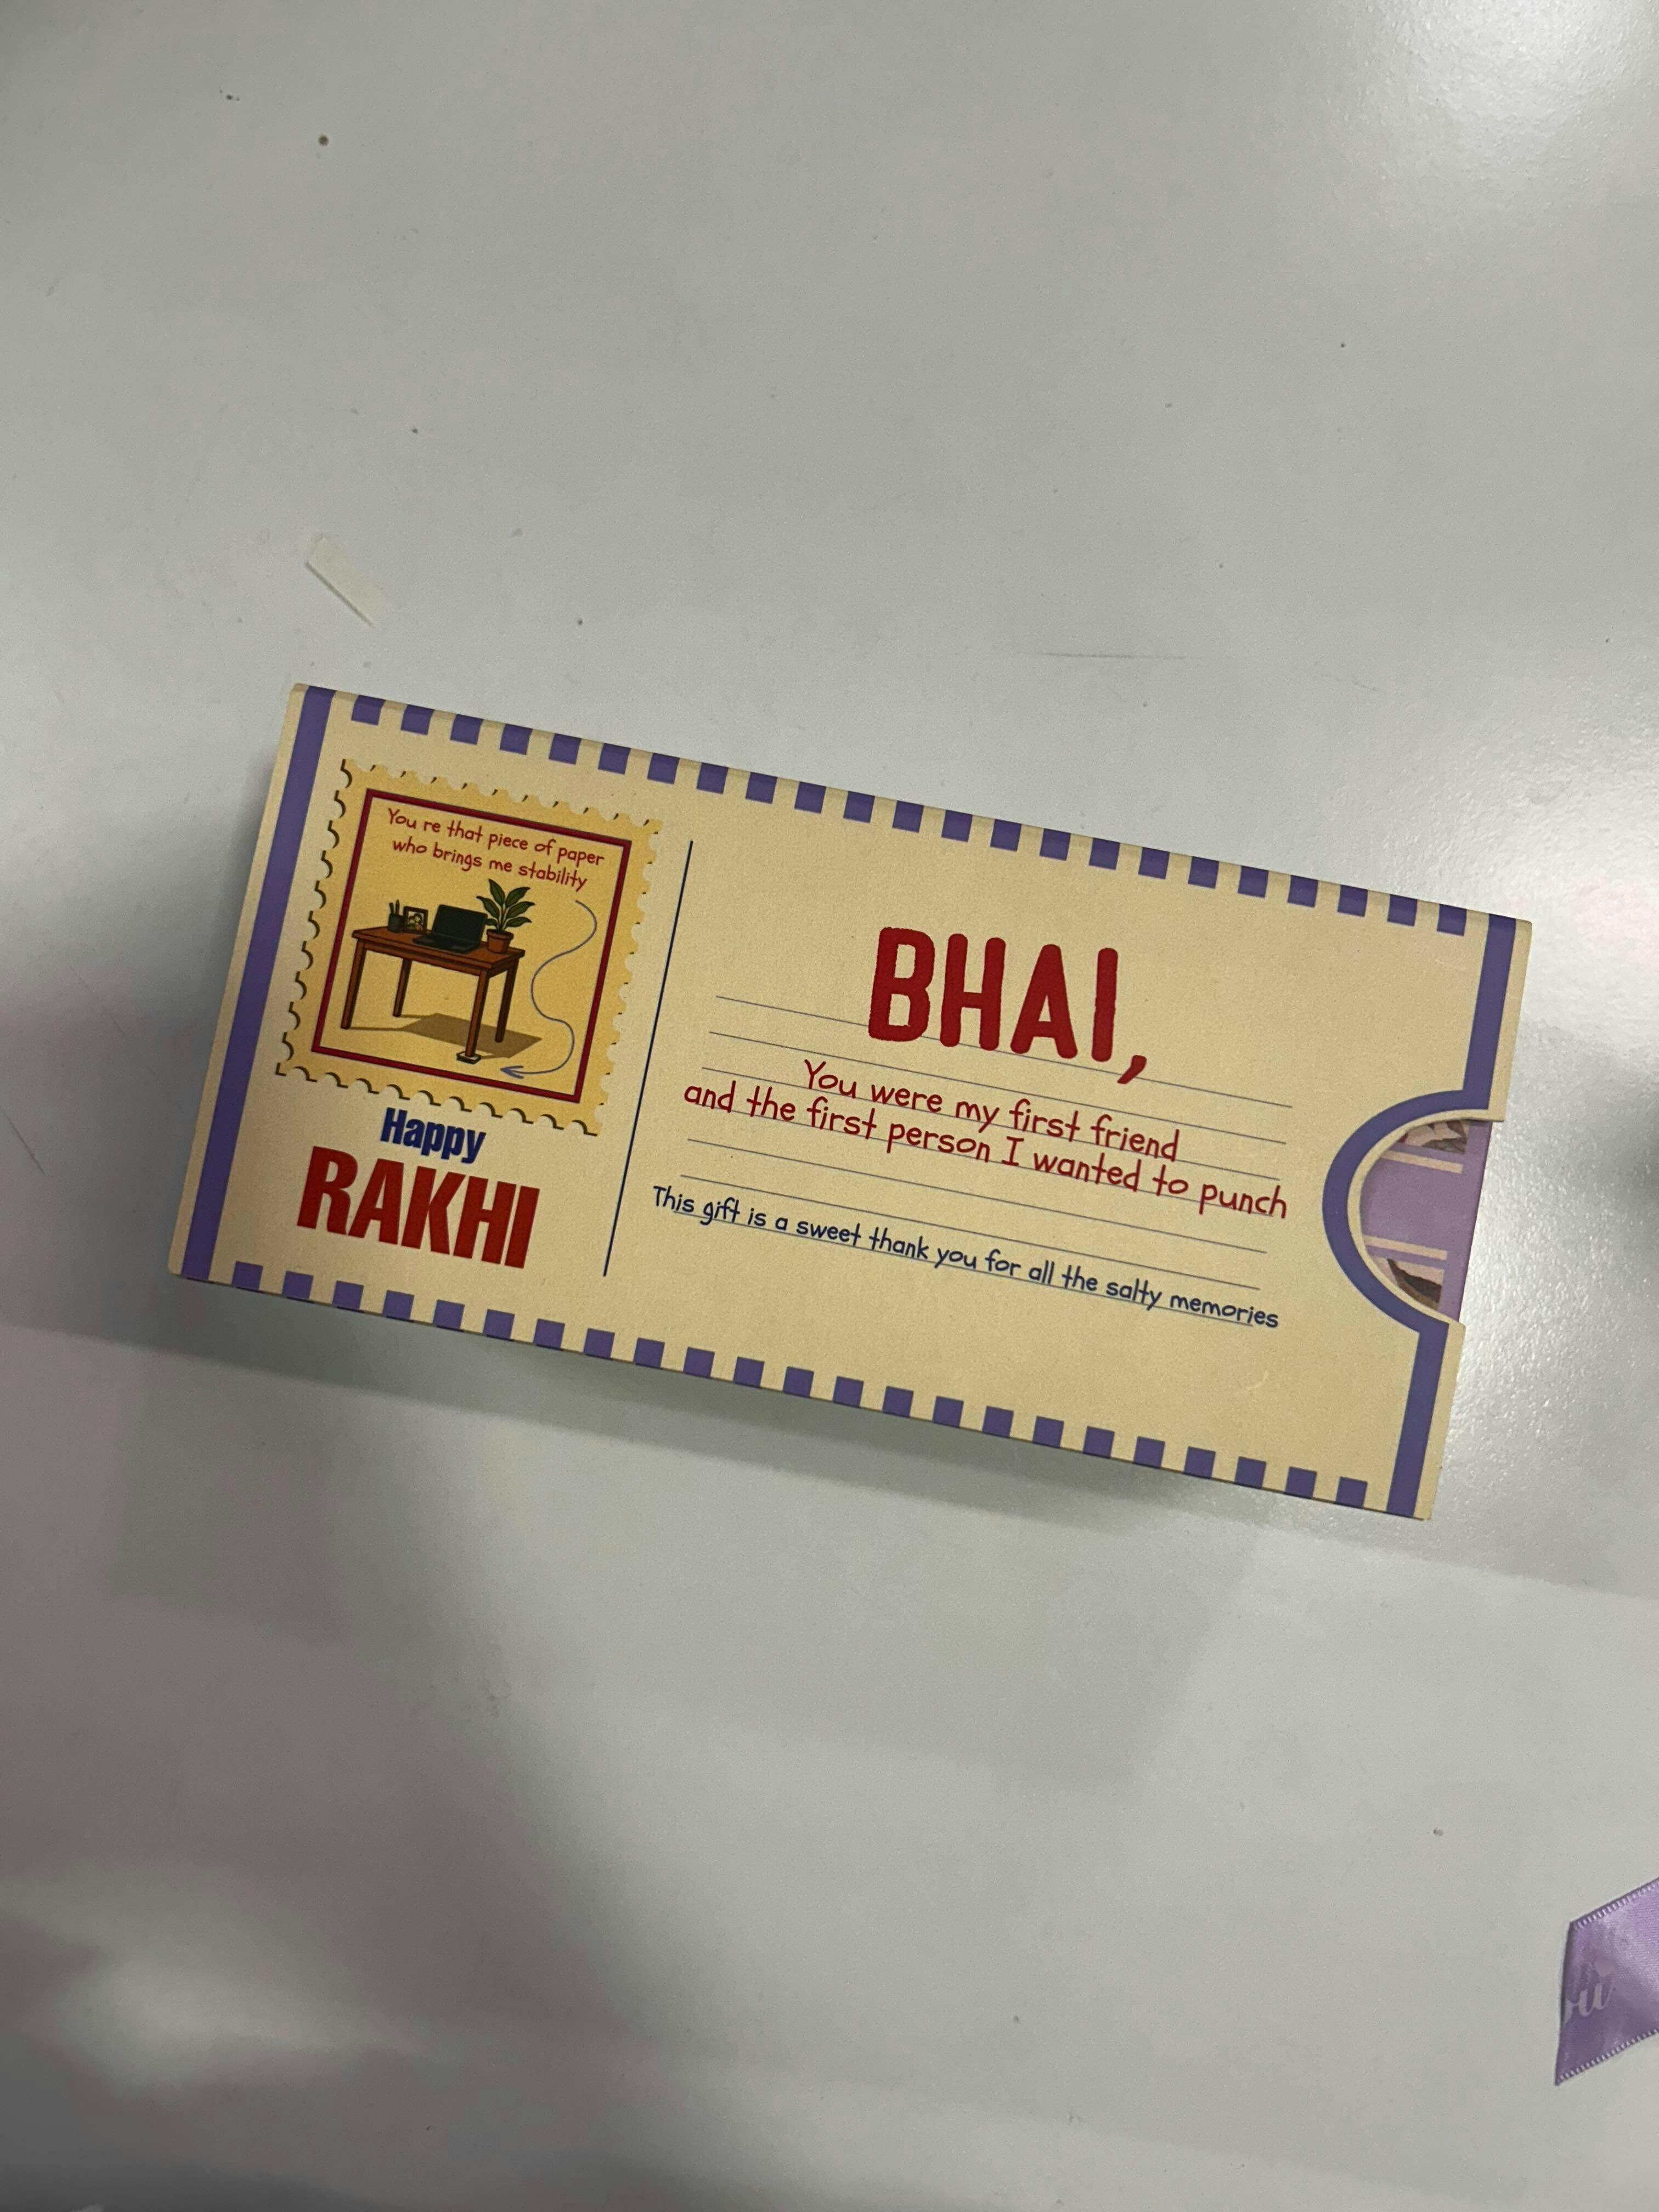 You re that piece of paper
who brings me stability
Happy
RAKHI
BHAI,
You were my first friend
and the first person I wanted to punch
This gift is a sweet thank you for all the salty memories